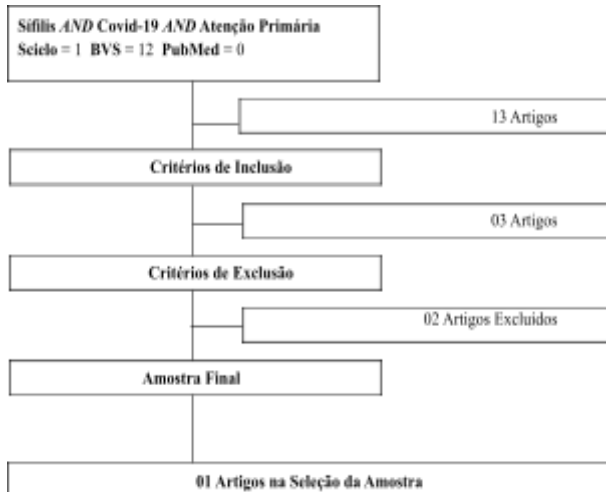 Sífilis AND Covid-19 AND Atenção Primária
Scielo = 1 BVS = 12 PubMed = 0
13 Artigos
Critérios de Inclusão
03 Artigos
Critérios de Exclusão
02 Artigos Excluídos
Amostra Final
01 Artigos na Seleção da Amostra